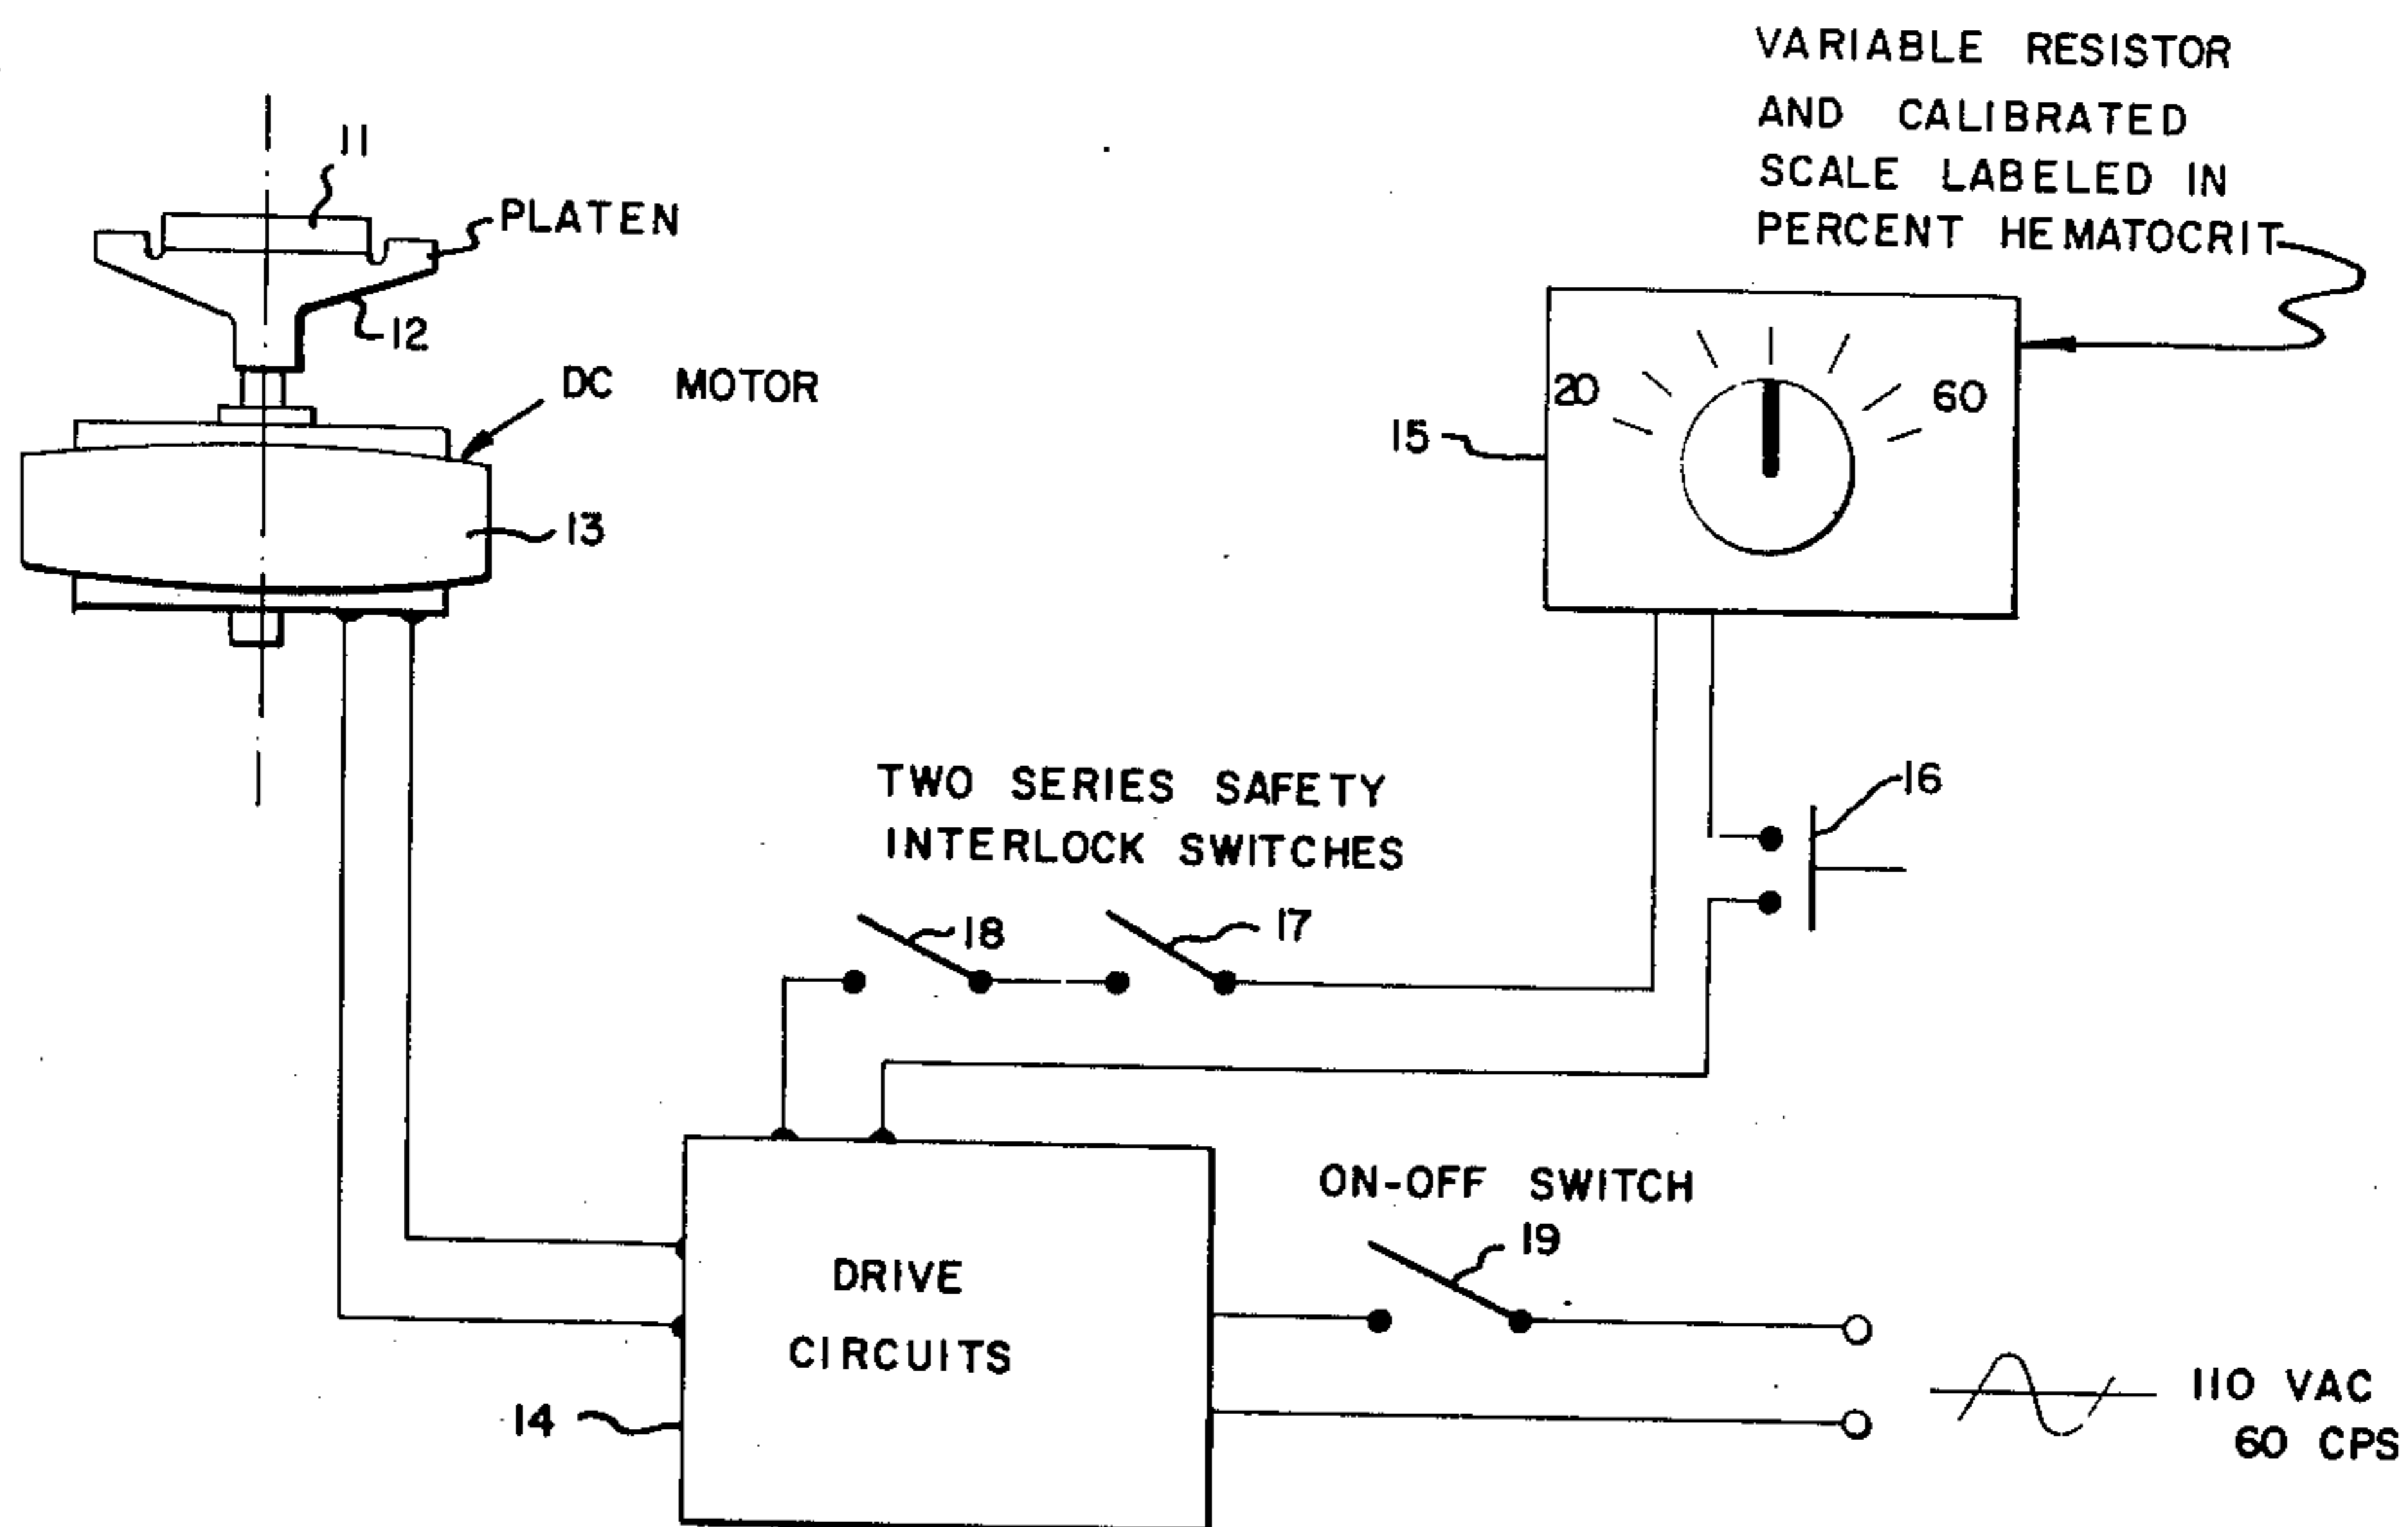 VARIABLE RESISTOR
AND CALIBRATED
SCALE LABELED IN
PERCENT HEMATOCRIT
11
PLATEN
12
DC MOTOR
13
20
60
15
16
TWO SERIES SAFETY
INTERLOCK SWITCHES
18
17
ON-OFF SWITCH
19
DRIVE
CIRCUITS
14
110 VAC
60 CPS